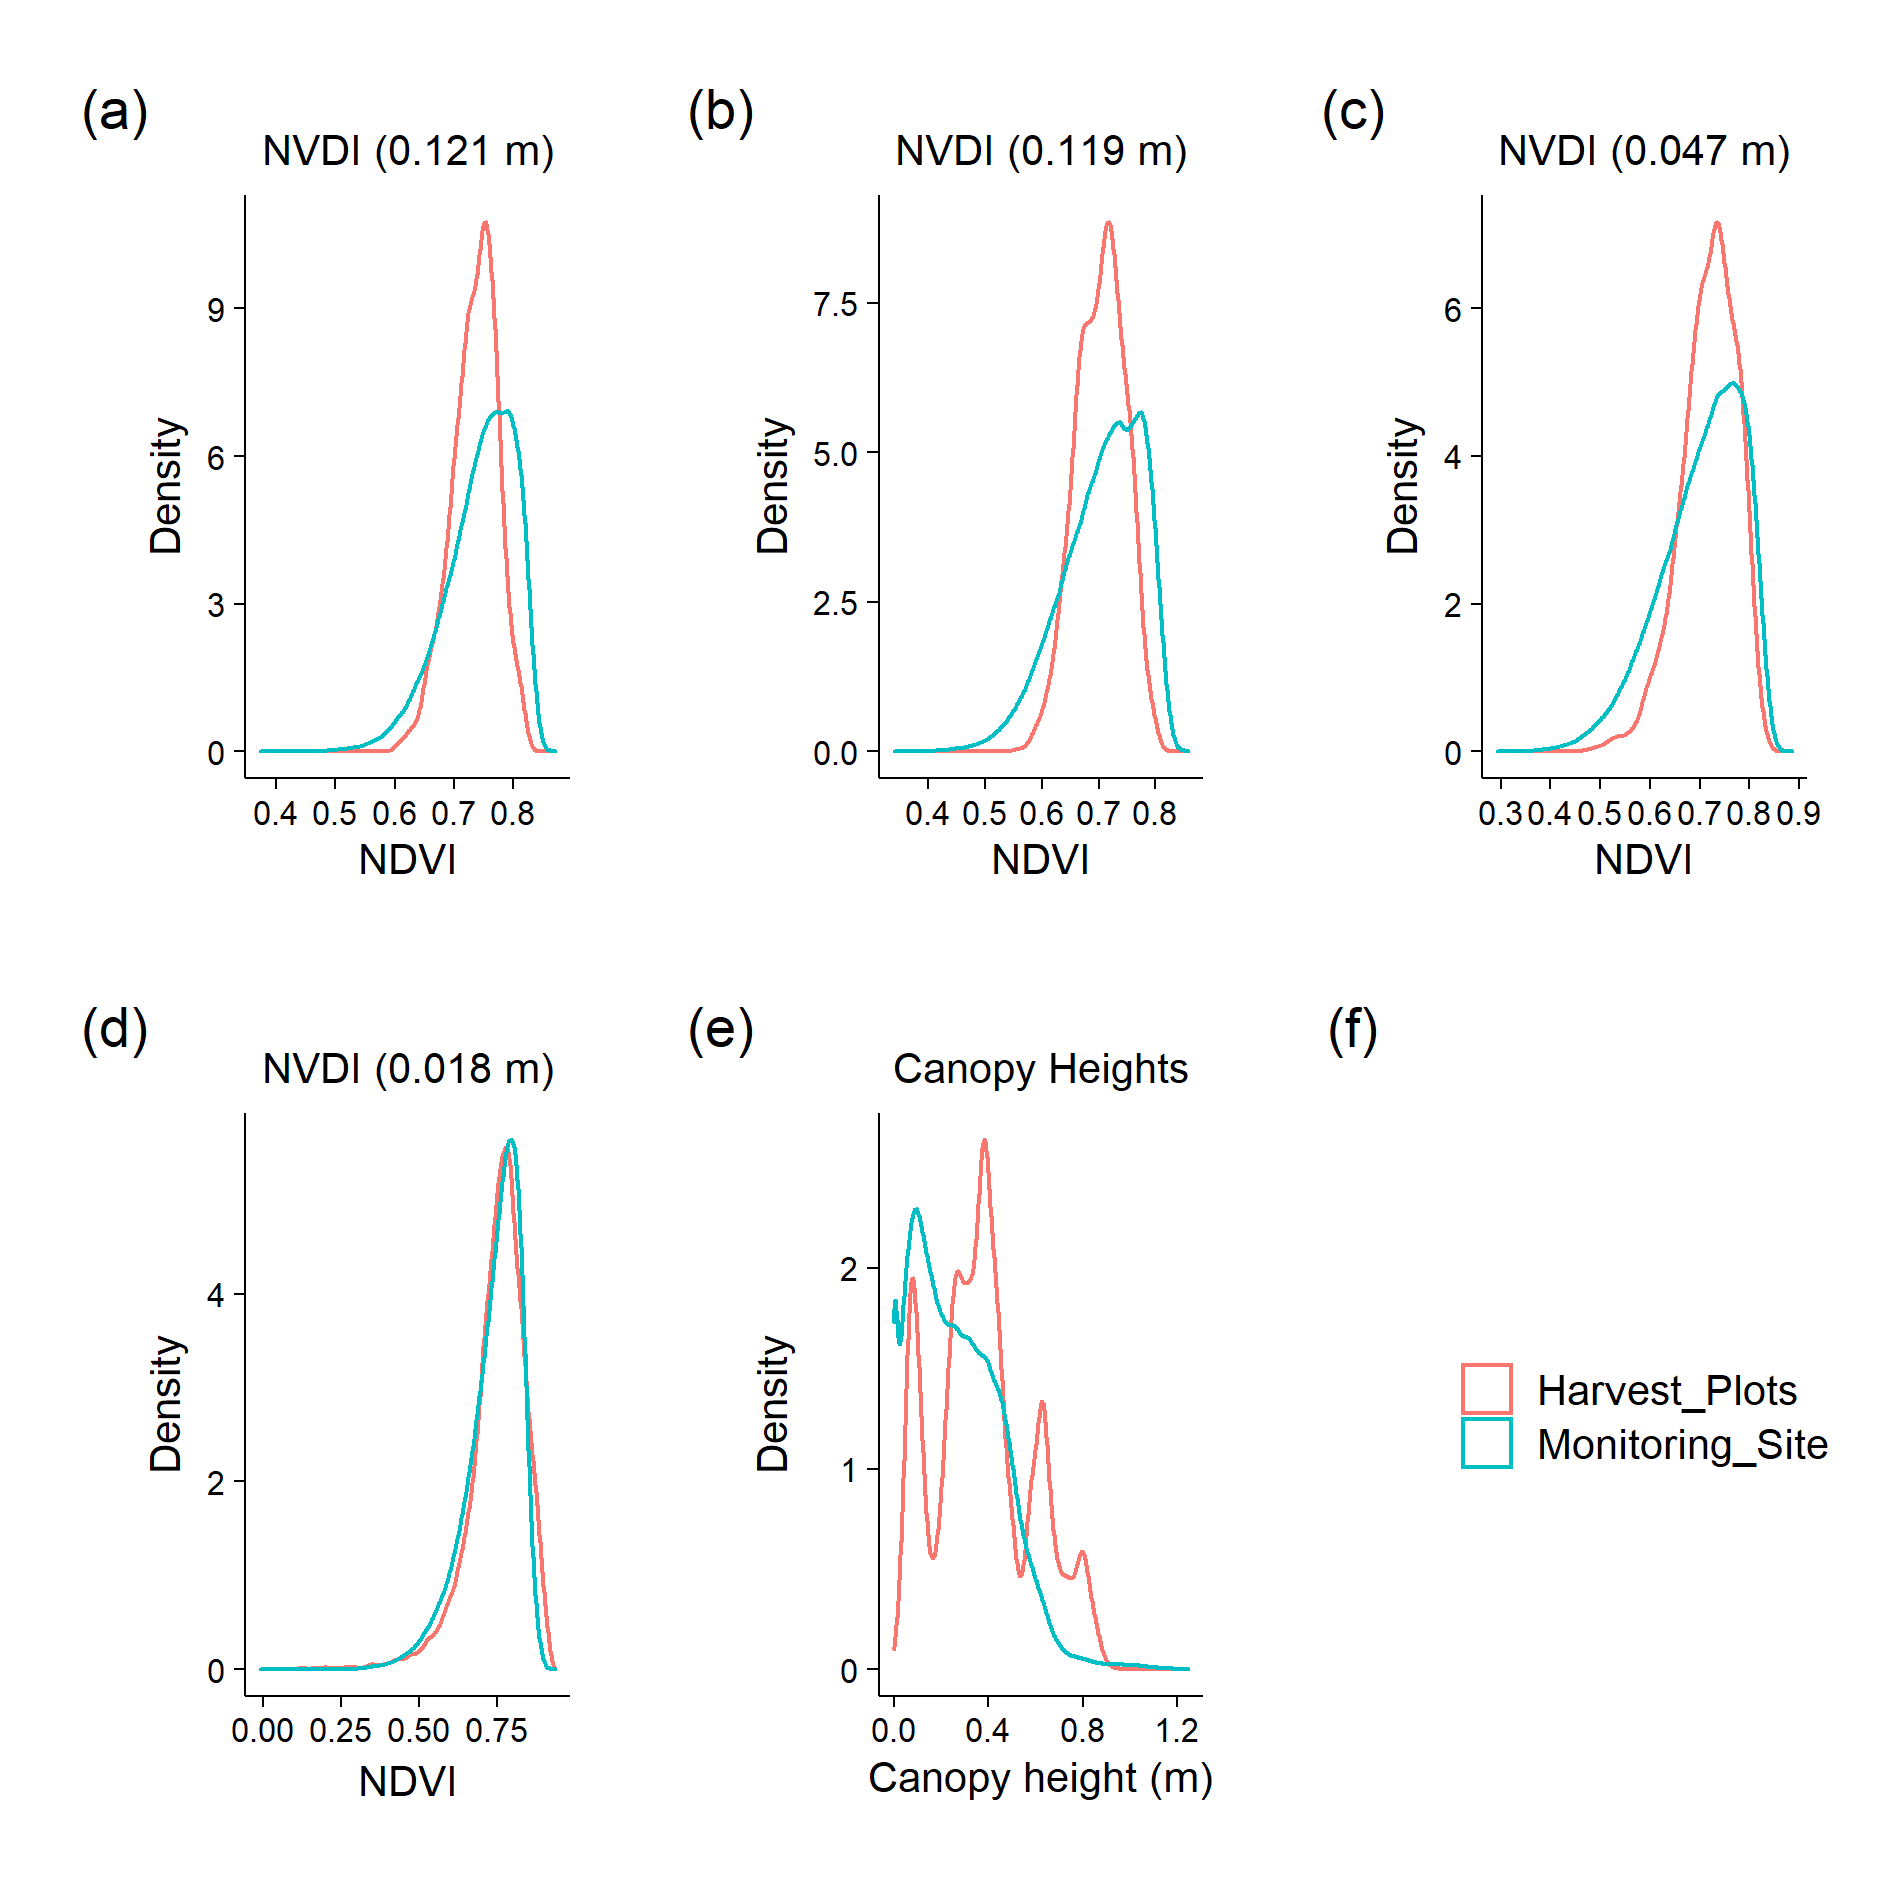 (a)
NVDI (0.121 m)
Density
9
6
3
0
0.4 0.5 0.6 0.7 0.8
NDVI
(b)
NVDI (0.119 m)
Density
7.5
5.0
2.5
0.0
0.4 0.5 0.6 0.7 0.8
NDVI
(c)
NVDI (0.047 m)
Density
6
4
2
0
0.3 0.4 0.5 0.6 0.7 0.8 0.9
NDVI
(d)
NVDI (0.018 m)
Density
4
2
0
0.00 0.25 0.50 0.75
NDVI
(e)
Canopy Heights
Density
2
1
0
0.0 0.4 0.8 1.2
Canopy height (m)
(f)
Harvest_Plots
Monitoring_Site